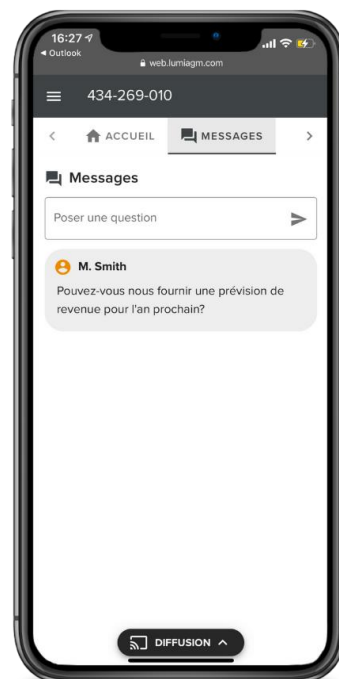 16:27
◄ Outlook
web.lumiagm.com
434-269-010
ACCUEIL
MESSAGES
Messages
Poser une question
M. Smith
Pouvez-vous nous fournir une prévision de
revenue pour l'an prochain?
DIFFUSION